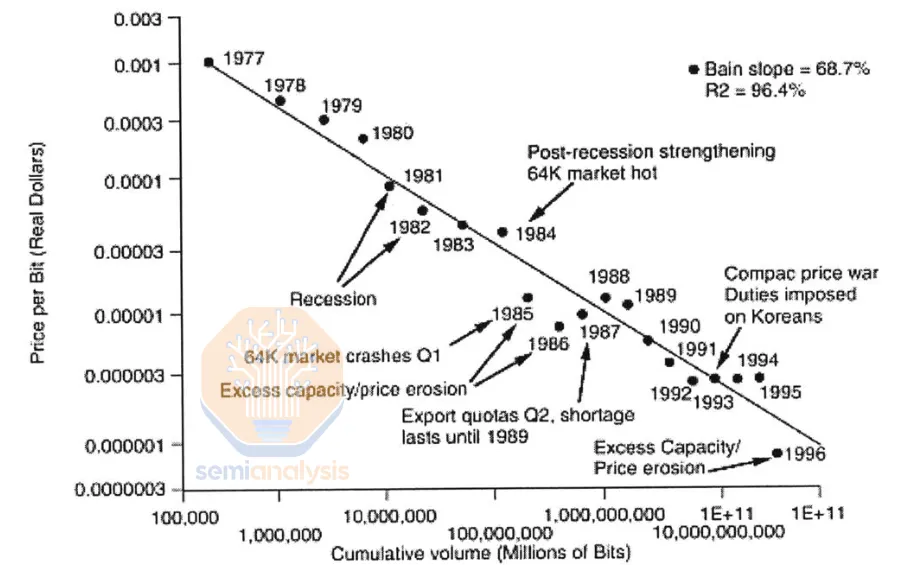 0.003
0.001
0.0003
0.0001
0.00003
0.00001
0.000003
0.000001
0.0000003
Price per Bit (Real Dollars)
1977
1978
1979
1980
1981
1982
1983
1984
1985
1986
1987
1988
1989
1990
1991
1992
1993
1994
1995
1996
Bain slope = 68.7%
R2 = 96.4%
Post-recession strengthening
64K market hot
Recession
64K market crashes Q1
Excess capacity/price erosion
Export quotas Q2, shortage
lasts until 1989
Compac price war
Duties imposed
on Koreans
Excess Capacity/
Price erosion
semianalysis
100,000
1,000,000
10,000,000
100,000,000
1,000,000,000
10,000,000,000
1E+11
1E+11
Cumulative volume (Millions of Bits)